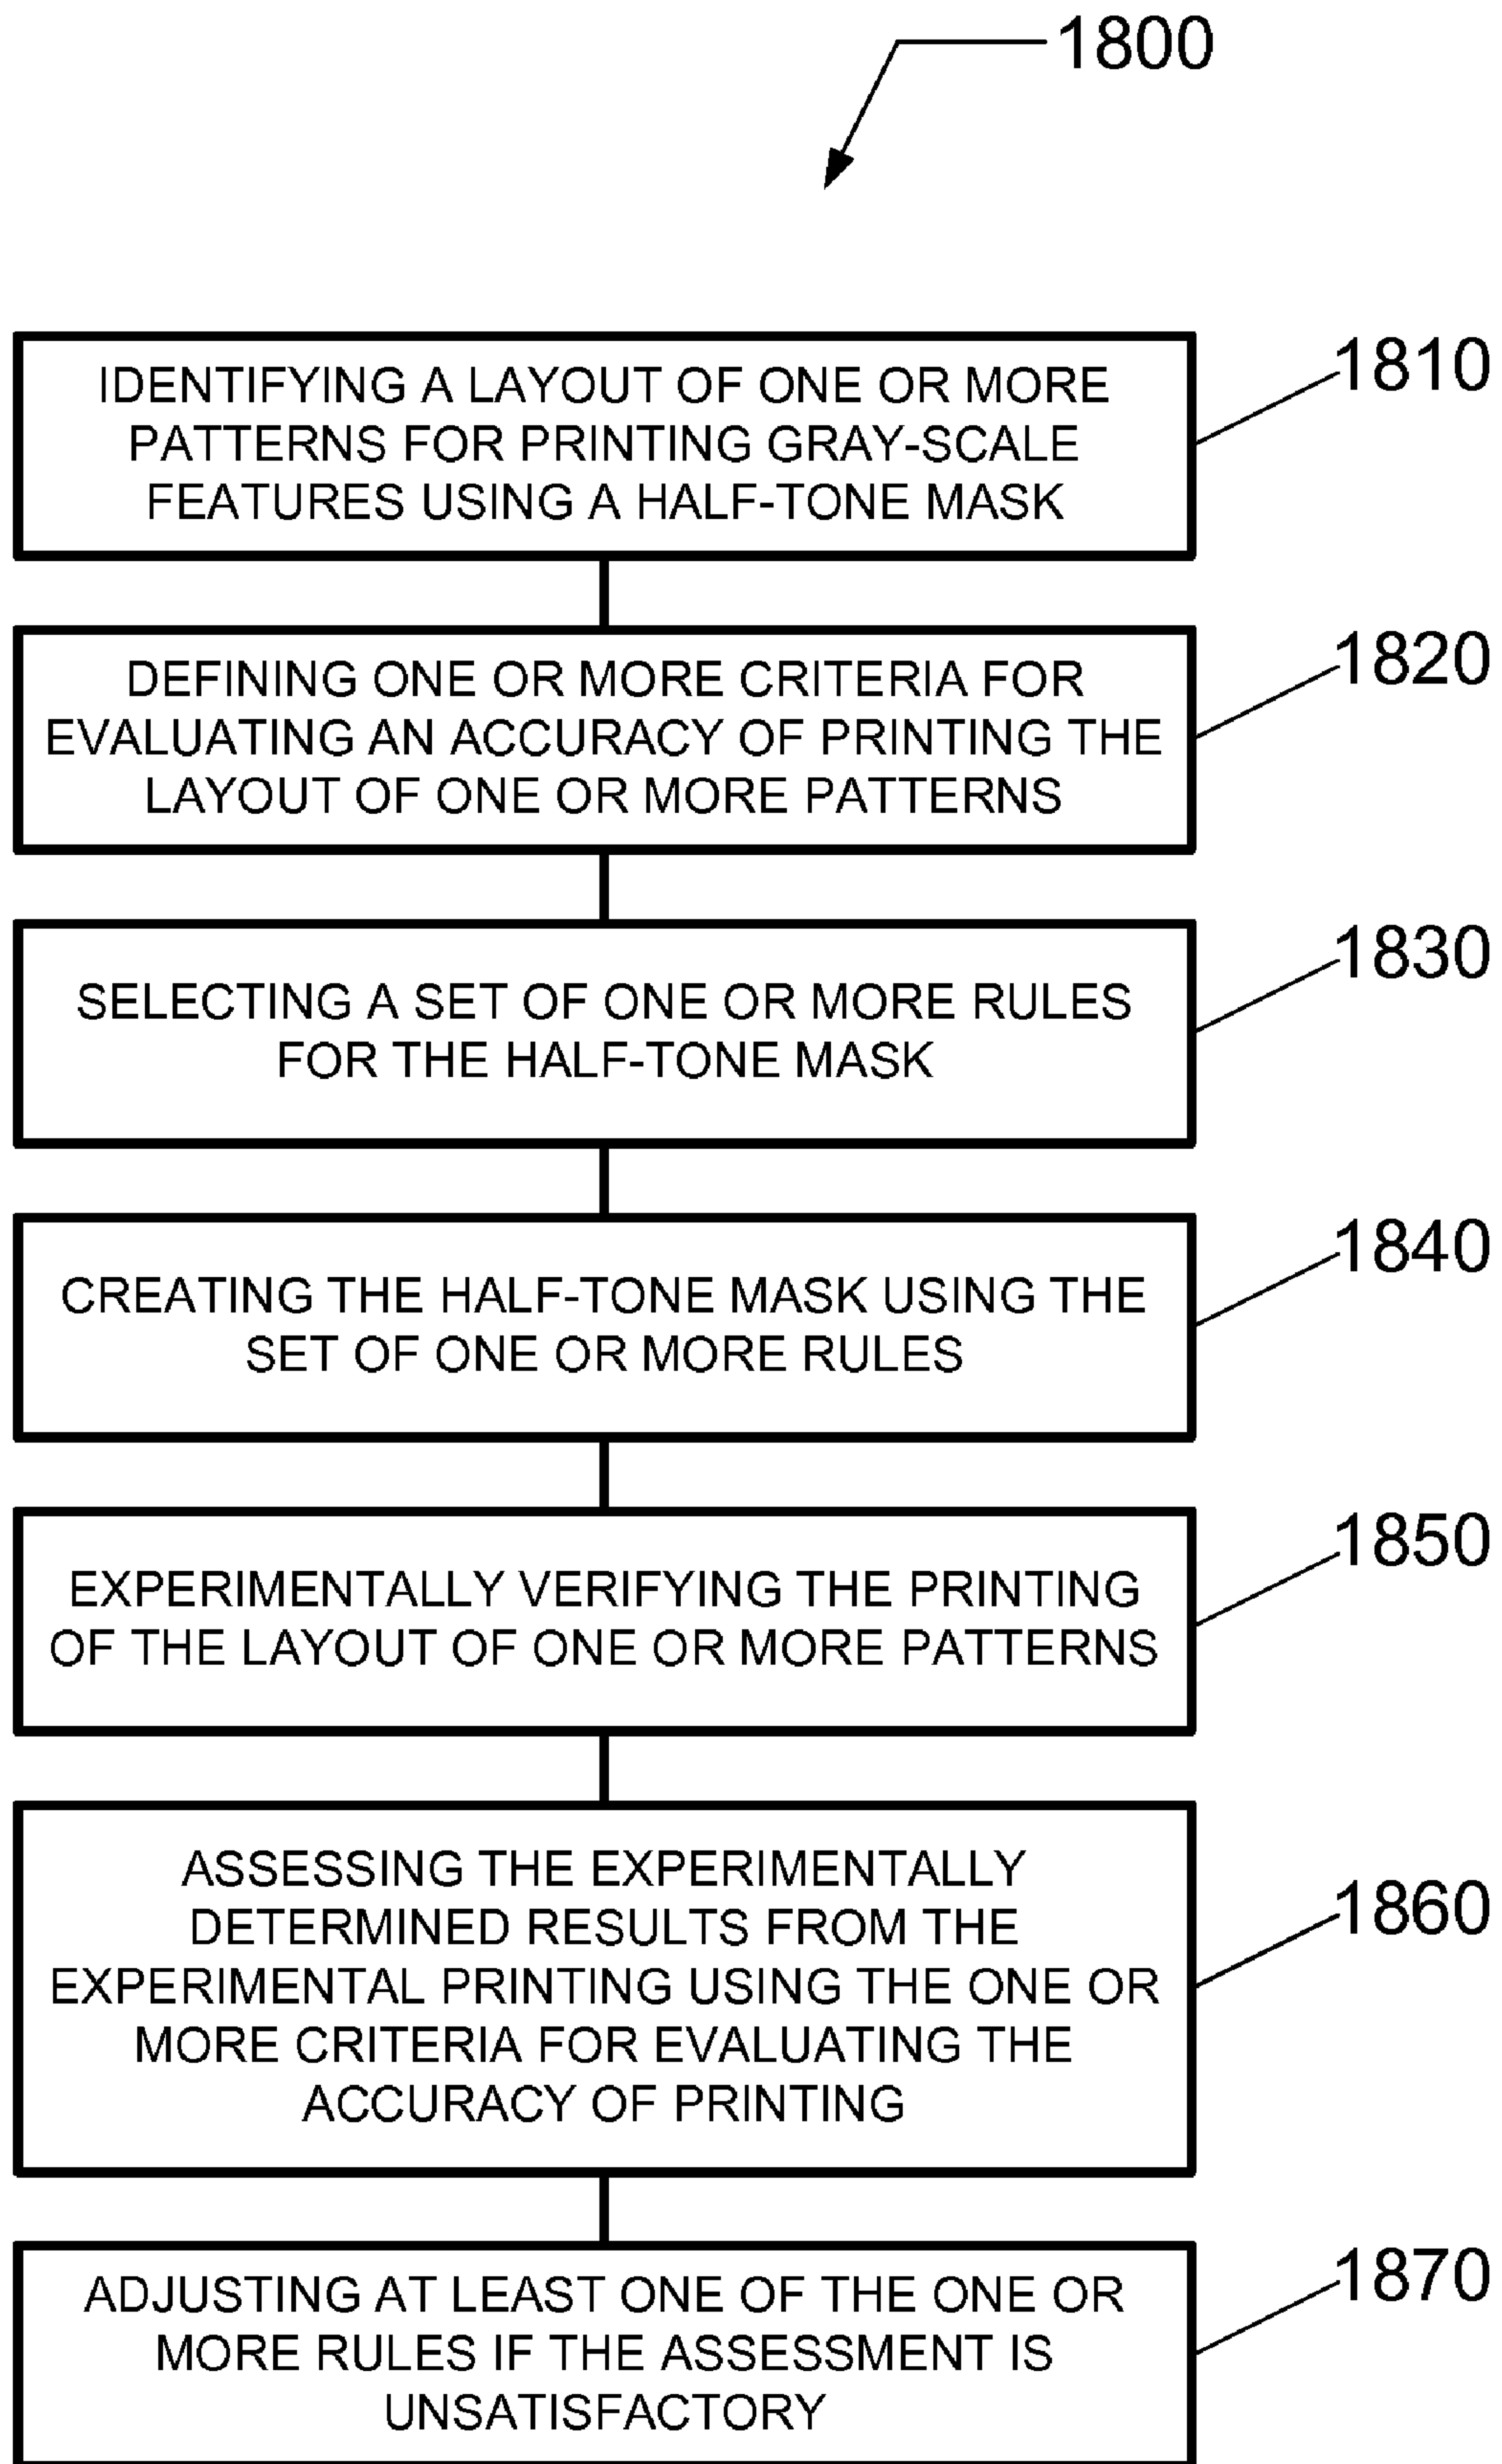 1800
IDENTIFYING A LAYOUT OF ONE OR MORE
PATTERNS FOR PRINTING GRAY-SCALE
FEATURES USING A HALF-TONE MASK
1810
DEFINING ONE OR MORE CRITERIA FOR
EVALUATING AN ACCURACY OF PRINTING THE
LAYOUT OF ONE OR MORE PATTERNS
1820
SELECTING A SET OF ONE OR MORE RULES
FOR THE HALF-TONE MASK
1830
CREATING THE HALF-TONE MASK USING THE
SET OF ONE OR MORE RULES
1840
EXPERIMENTALLY VERIFYING THE PRINTING
OF THE LAYOUT OF ONE OR MORE PATTERNS
1850
ASSESSING THE EXPERIMENTALLY
DETERMINED RESULTS FROM THE
EXPERIMENTAL PRINTING USING THE ONE OR
MORE CRITERIA FOR EVALUATING THE
ACCURACY OF PRINTING
1860
ADJUSTING AT LEAST ONE OF THE ONE OR
MORE RULES IF THE ASSESSMENT IS
UNSATISFACTORY
1870